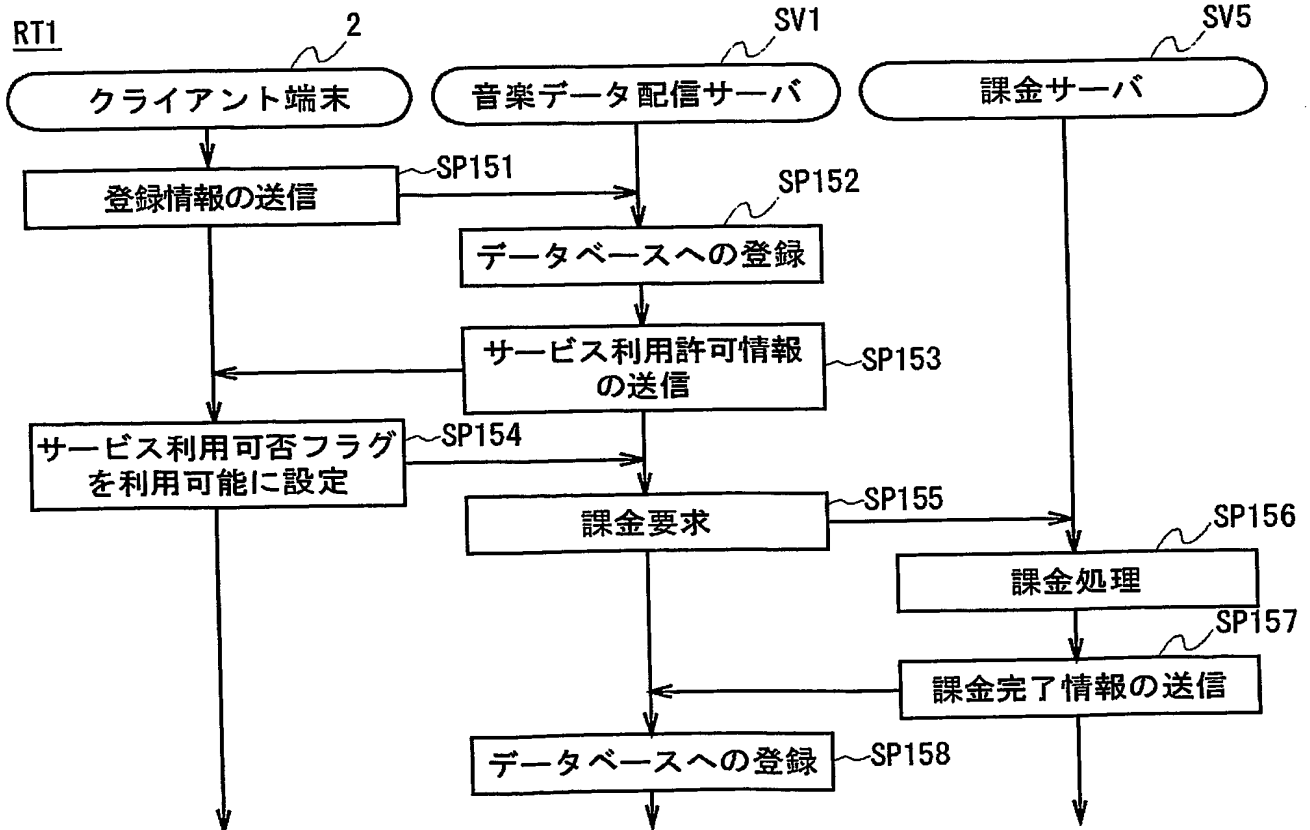 RT1
2
SV1
SV5
クライアント端末
音楽データ配信サーバ
課金サーバ
SP151
登録情報の送信
SP152
データベースへの登録
サービス利用許可情報
の送信
SP153
サービス利用可否フラグ
を利用可能に設定
SP154
SP155
課金要求
SP156
課金処理
SP157
課金完了情報の送信
データベースへの登録
SP158